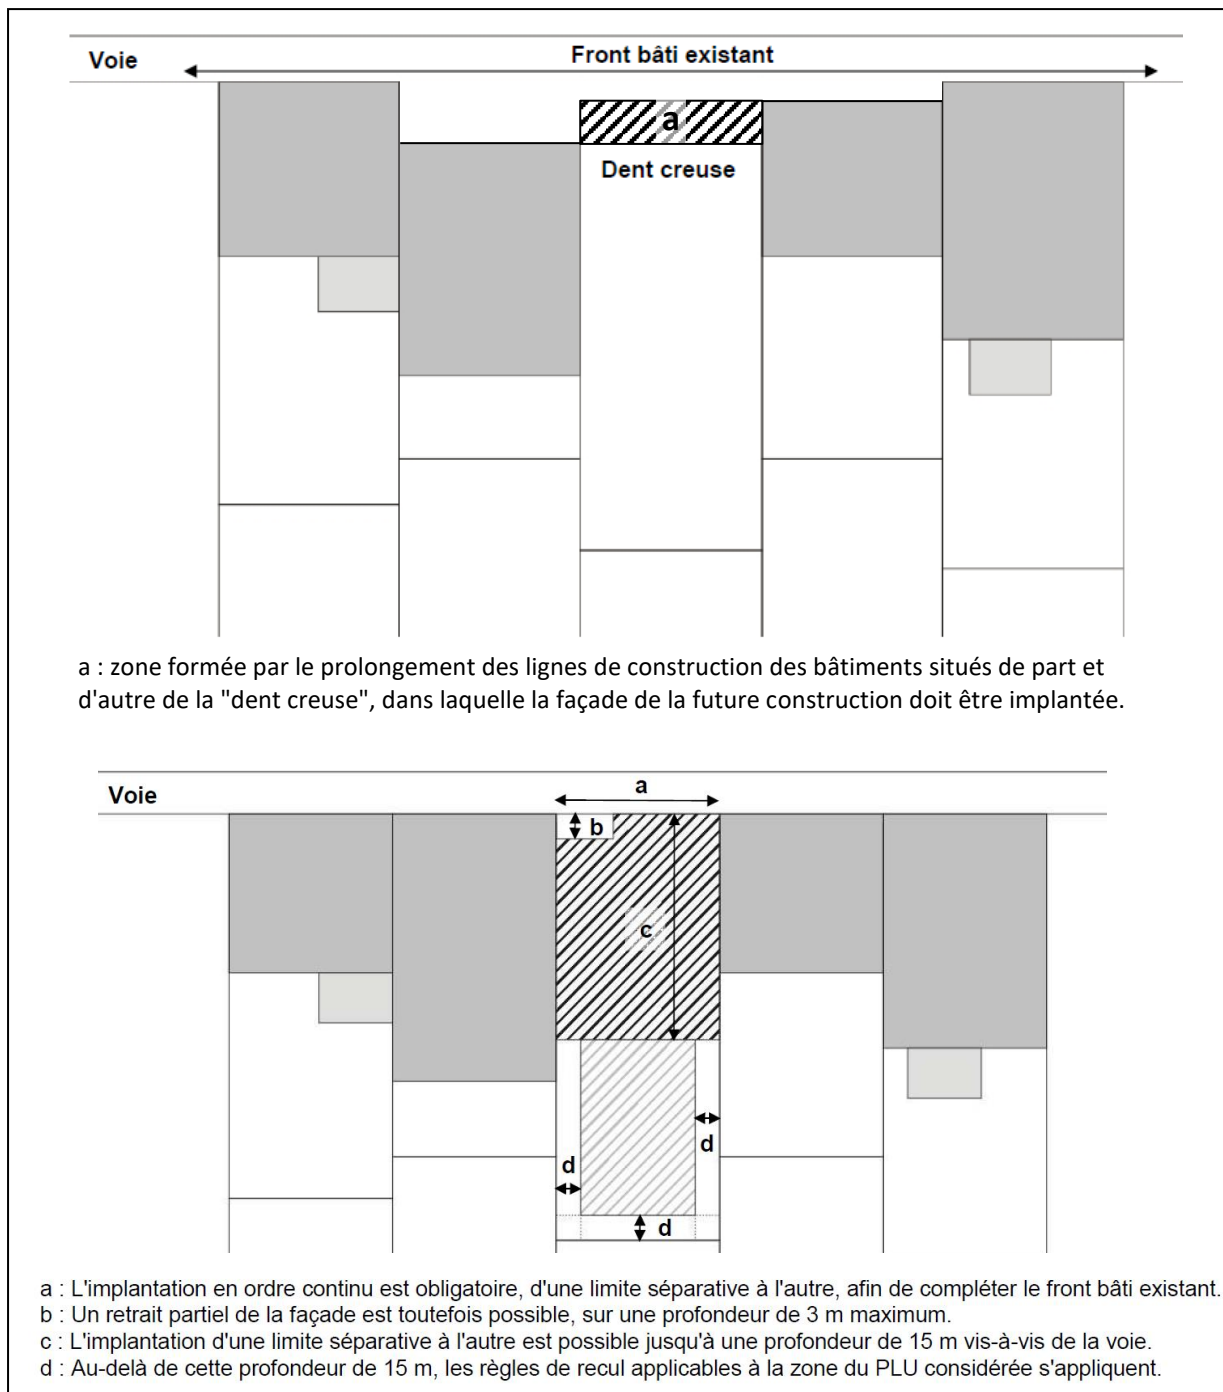 Voie
Front bâti existant
a
Dent creuse
a : zone formée par le prolongement des lignes de construction des bâtiments situés de part et
d'autre de la "dent creuse", dans laquelle la façade de la future construction doit être implantée.
Voie
a
b
c
d
d
d
a : L'implantation en ordre continu est obligatoire, d'une limite séparative à l'autre, afin de compléter le front bâti existant.
b : Un retrait partiel de la façade est toutefois possible, sur une profondeur de 3 m maximum.
c : L'implantation d'une limite séparative à l'autre est possible jusqu'à une profondeur de 15 m vis-à-vis de la voie.
d : Au-delà de cette profondeur de 15 m, les règles de recul applicables à la zone du PLU considérée s'appliquent.